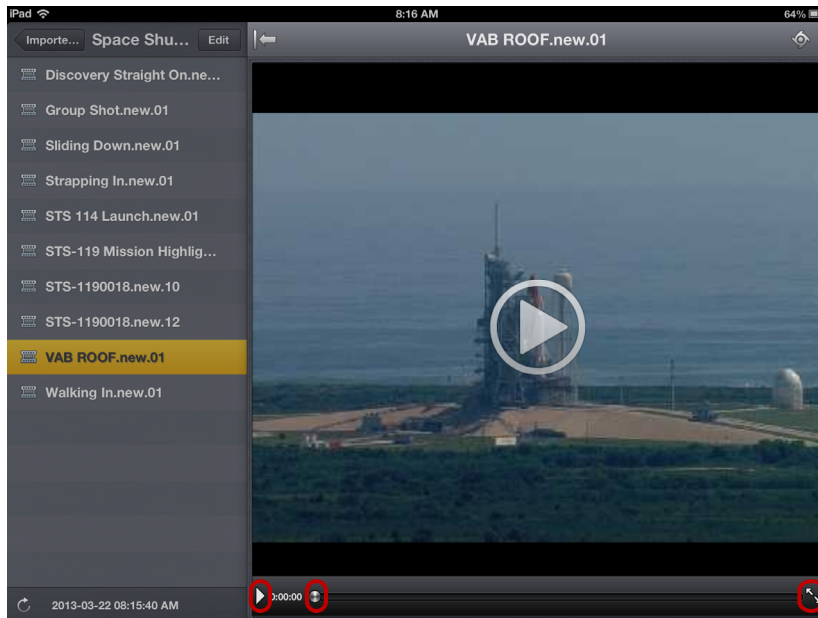 iPad 8:16 AM 64%
Importe... Space Shu... Edit
VAB ROOF.new.01
Discovery Straight On.ne...
Group Shot.new.01
Sliding Down.new.01
Strapping In.new.01
STS 114 Launch.new.01
STS-119 Mission Highlig...
STS-1190018.new.10
STS-1190018.new.12
VAB ROOF.new.01
Walking In.new.01
2013-03-22 08:15:40 AM
0:00:00